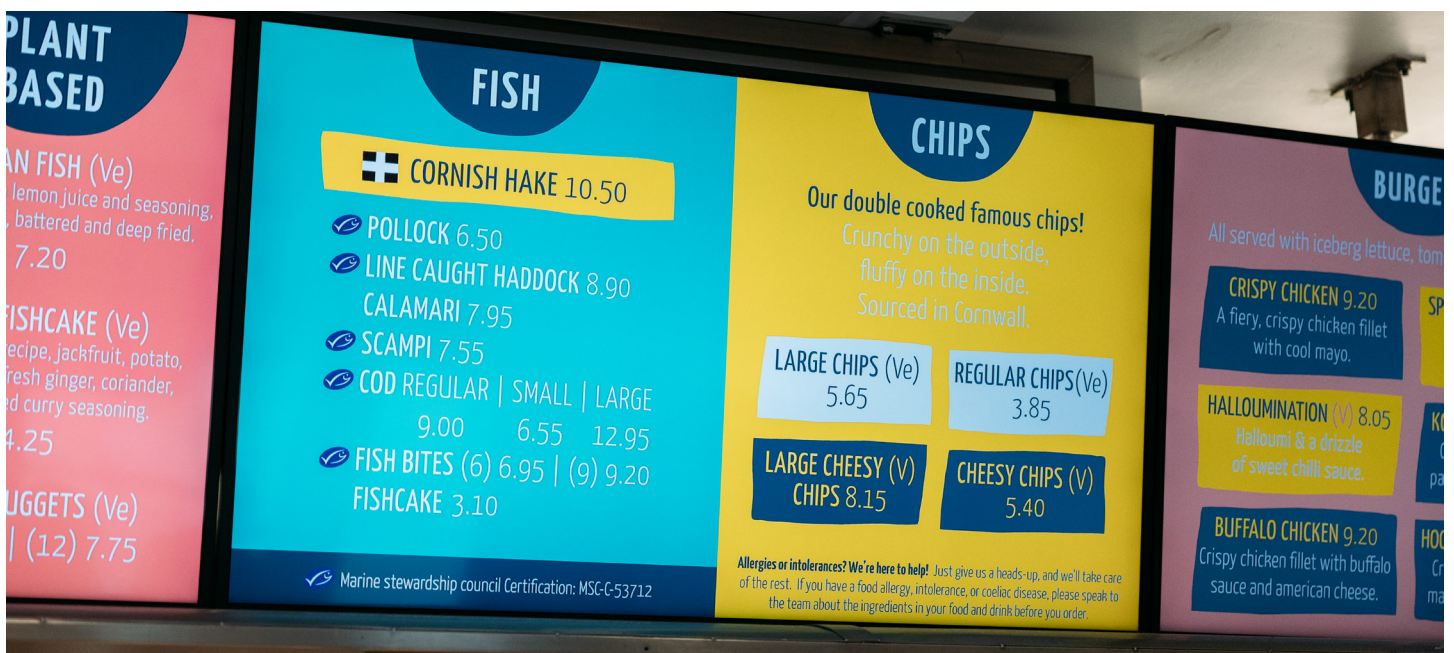 PLANT
BASED
FISH (Ve)
lemon juice and seasoning,
battered and deep fried.
7.20
FISHCAKE (Ve)
recipe, jackfruit, potato,
fresh ginger, coriander,
curry seasoning.
4.25
NUGGETS (Ve)
| (12) 7.75
FISH
CORNISH HAKE 10.50
POLLOCK 6.50
LINE CAUGHT HADDOCK 8.90
CALAMARI 7.95
SCAMPI 7.55
COD REGULAR | SMALL | LARGE
9.00 6.55 12.95
FISH BITES (6) 6.95 | (9) 9.20
FISHCAKE 3.10
Marine stewardship council Certification: MSC-C-53712
CHIPS
Our double cooked famous chips!
Crunchy on the outside,
fluffy on the inside.
Sourced in Cornwall.
LARGE CHIPS (Ve)
5.65
REGULAR CHIPS(Ve)
3.85
LARGE CHEESY (V)
CHIPS 8.15
CHEESY CHIPS (V)
5.40
Allergies or intolerances? We're here to help! Just give us a heads-up, and we'll take care
of the rest. If you have a food allergy, intolerance, or coeliac disease, please speak to
the team about the ingredients in your food and drink before you order.
BURGE
All served with iceberg lettuce, tom
CRISPY CHICKEN 9.20
A fiery, crispy chicken fillet
with cool mayo.
HALLOUMINATION (V) 8.05
Halloumi & a drizzle
of sweet chilli sauce.
BUFFALO CHICKEN 9.20
Crispy chicken fillet with buffalo
sauce and american cheese.